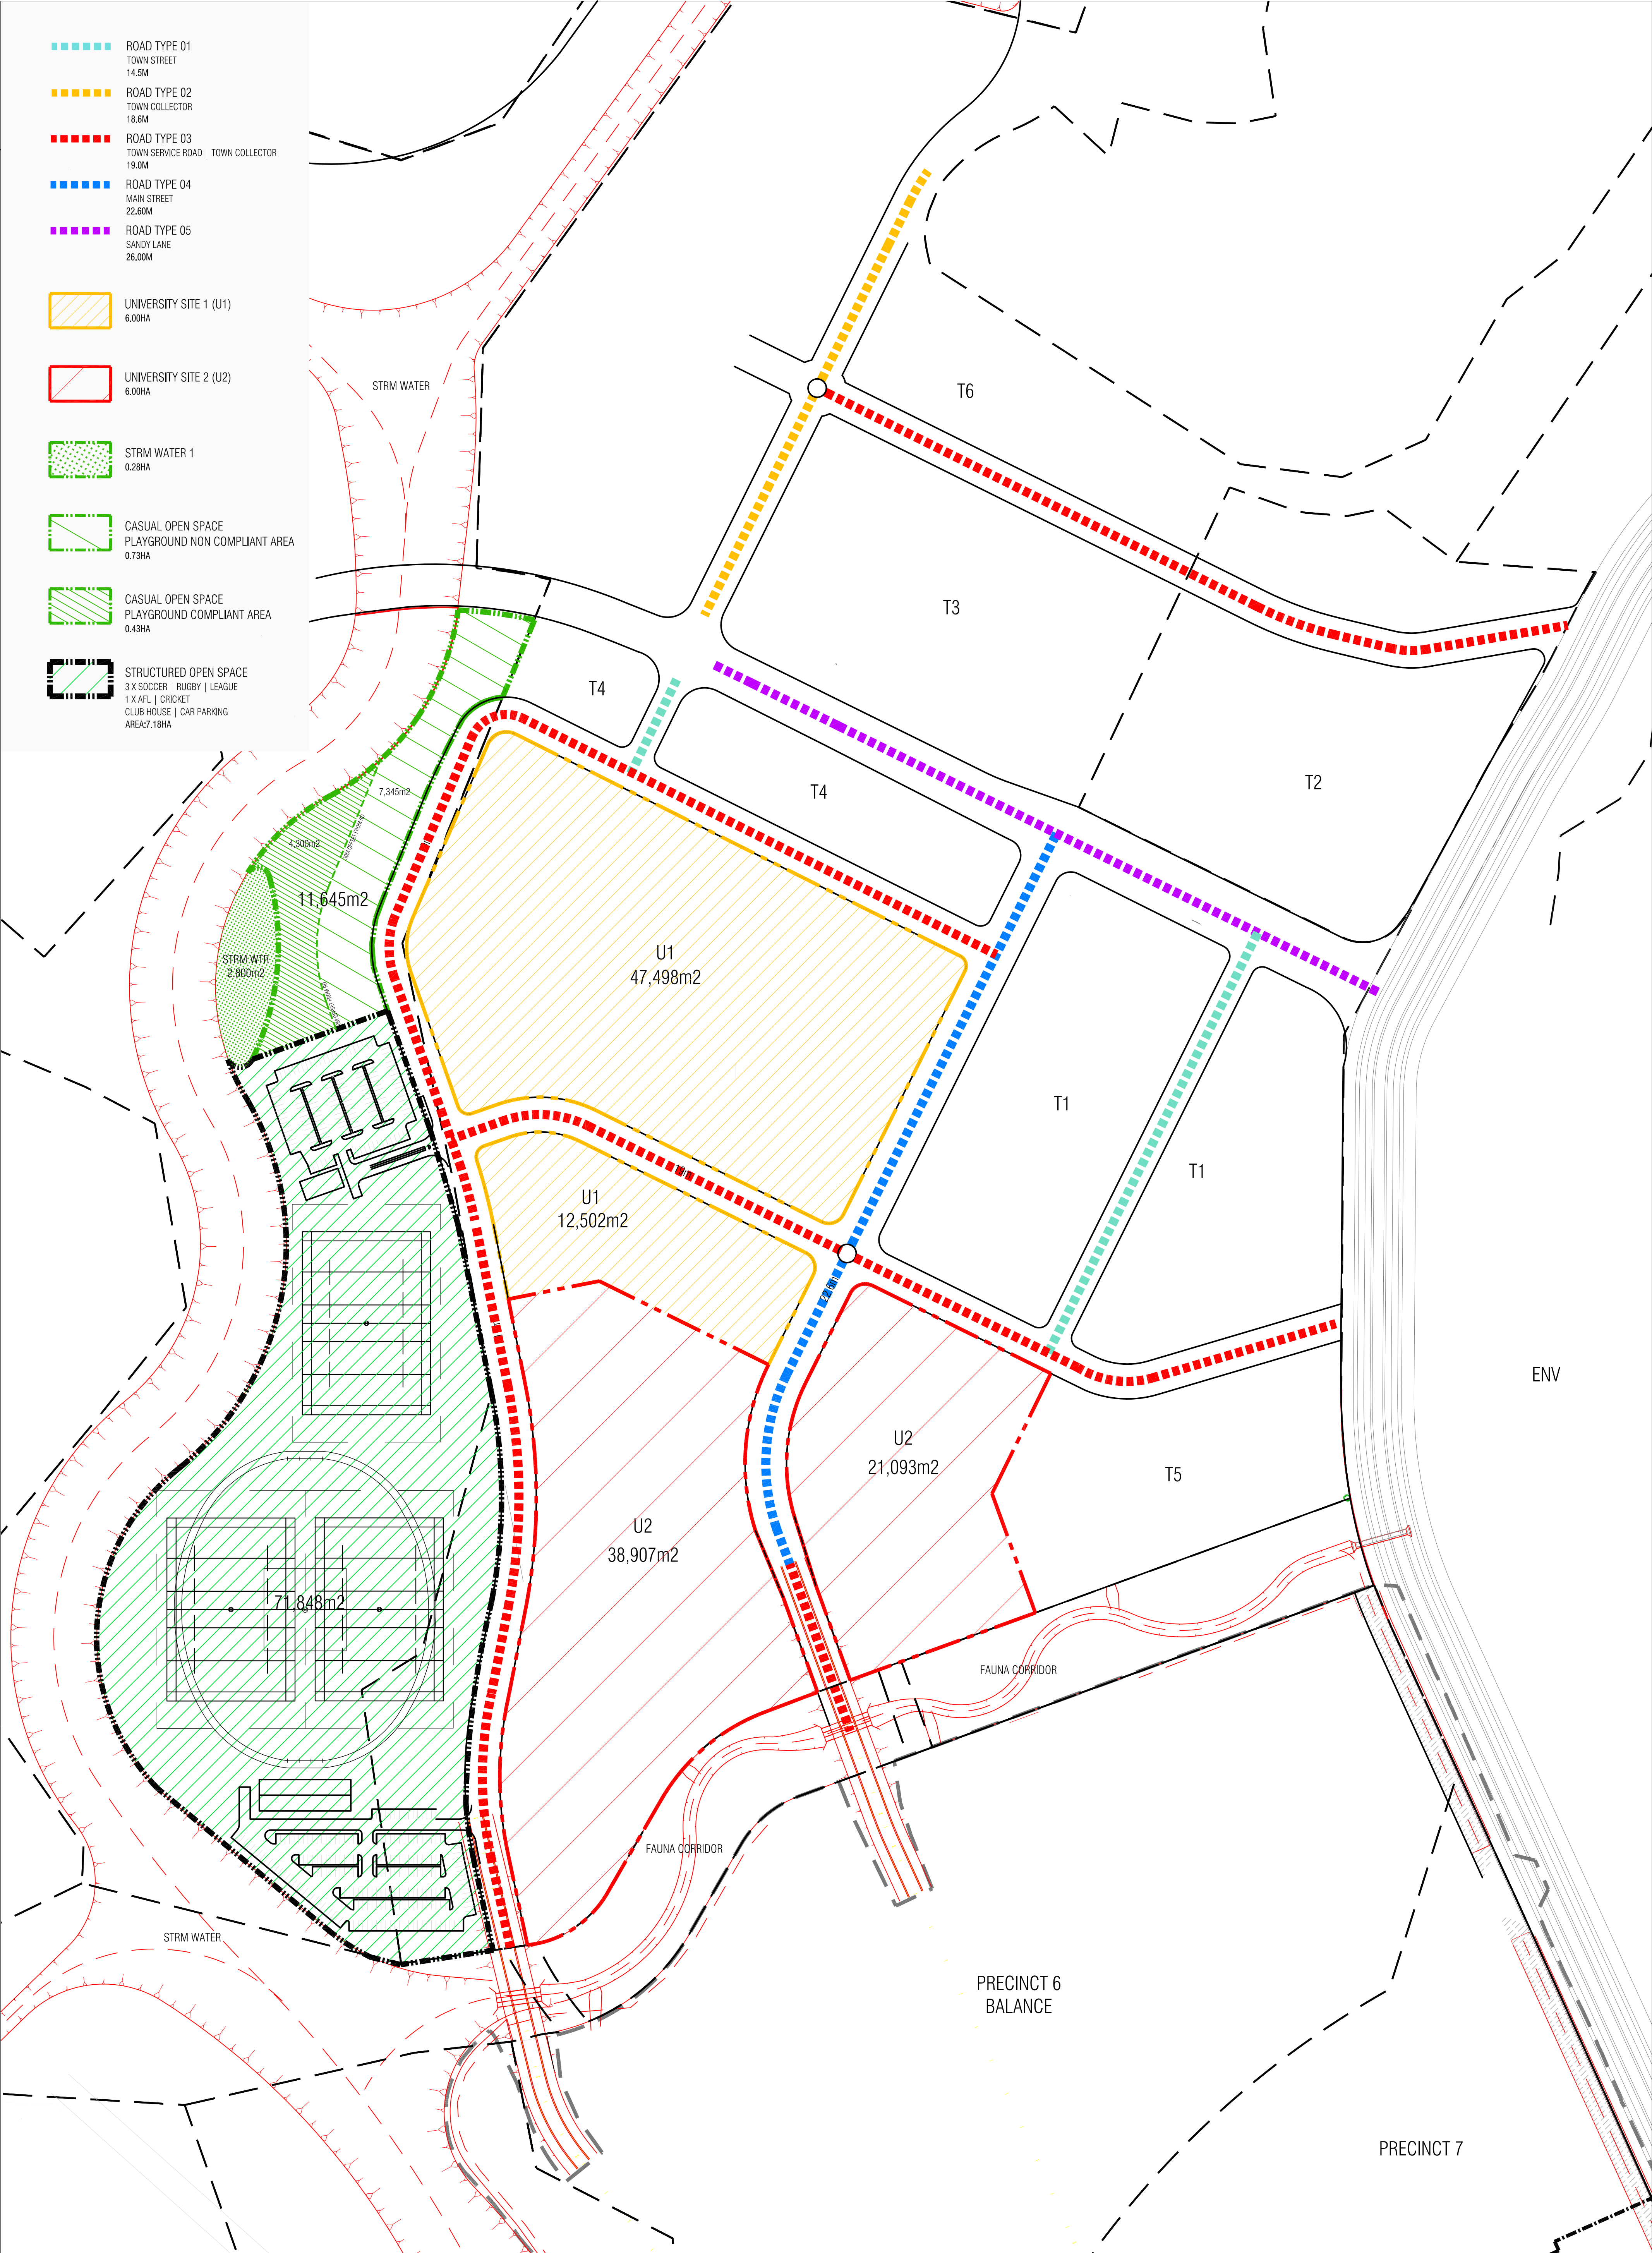 ROAD TYPE 01
TOWN STREET
14.5M
ROAD TYPE 02
TOWN COLLECTOR
18.6M
ROAD TYPE 03
TOWN SERVICE ROAD | TOWN COLLECTOR
19.0M
ROAD TYPE 04
MAIN STREET
22.60M
ROAD TYPE 05
SANDY LANE
26.00M
UNIVERSITY SITE 1 (U1)
6.00HA
UNIVERSITY SITE 2 (U2)
6.00HA
STRM WATER 1
0.28HA
CASUAL OPEN SPACE
PLAYGROUND NON COMPLIANT AREA
0.73HA
CASUAL OPEN SPACE
PLAYGROUND COMPLIANT AREA
0.43HA
STRUCTURED OPEN SPACE
3 X SOCCER | RUGBY | LEAGUE
1 X AFL | CRICKET
CLUB HOUSE | CAR PARKING
AREA:7.18HA
STRM WATER
T6
T3
T4
T4
T2
7,345m2
4,300m2
11,645m2
STRM WTR
2,800m2
U1
47,498m2
T1
T1
U1
12,502m2
ENV
U2
21,093m2
T5
U2
38,907m2
71,848m2
FAUNA CORRIDOR
FAUNA CORRIDOR
STRM WATER
PRECINCT 6
BALANCE
PRECINCT 7